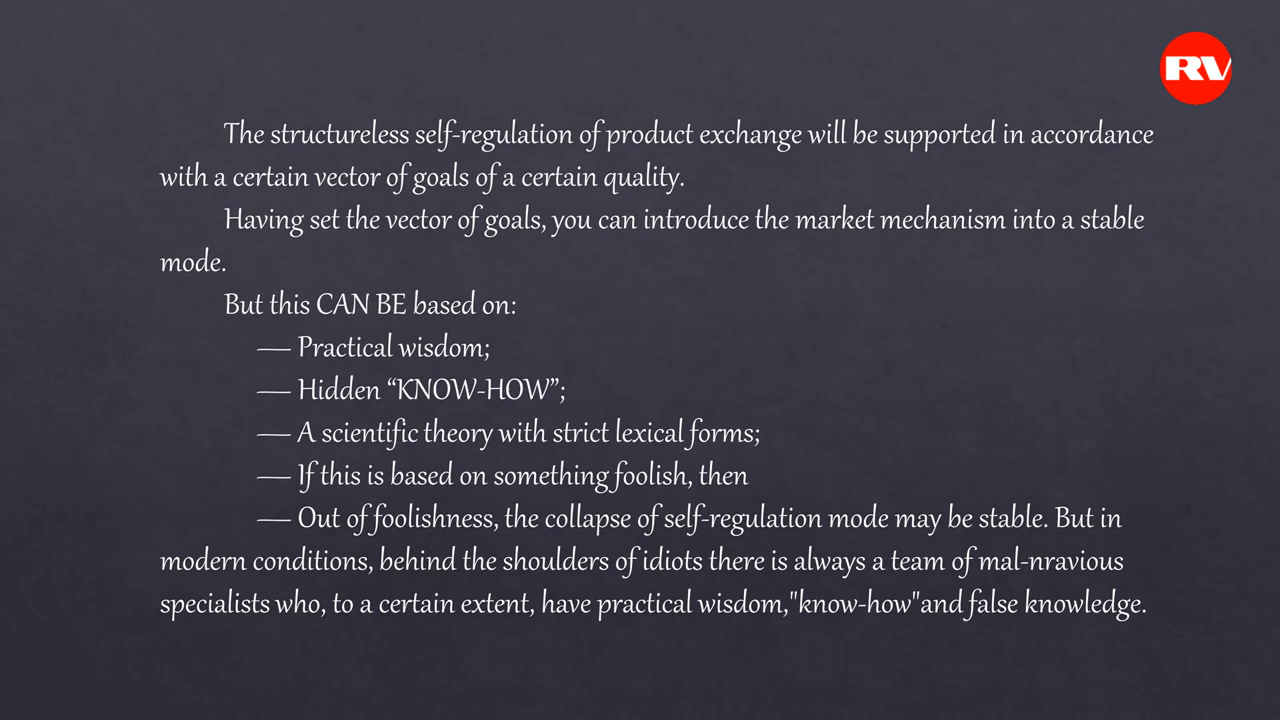 RV
The structureless self-regulation of product exchange will be supported in accordance
with a certain vector of goals of a certain quality.
Having set the vector of goals, you can introduce the market mechanism into a stable
mode.
But this CAN BE based on:
— Practical wisdom;
— Hidden “KNOW-HOW”;
— A scientific theory with strict lexical forms;
— If this is based on something foolish, then
— Out of foolishness, the collapse of self-regulation mode may be stable. But in
modern conditions, behind the shoulders of idiots there is always a team of mal-nravious
specialists who, to a certain extent, have practical wisdom,"know-how"and false knowledge.